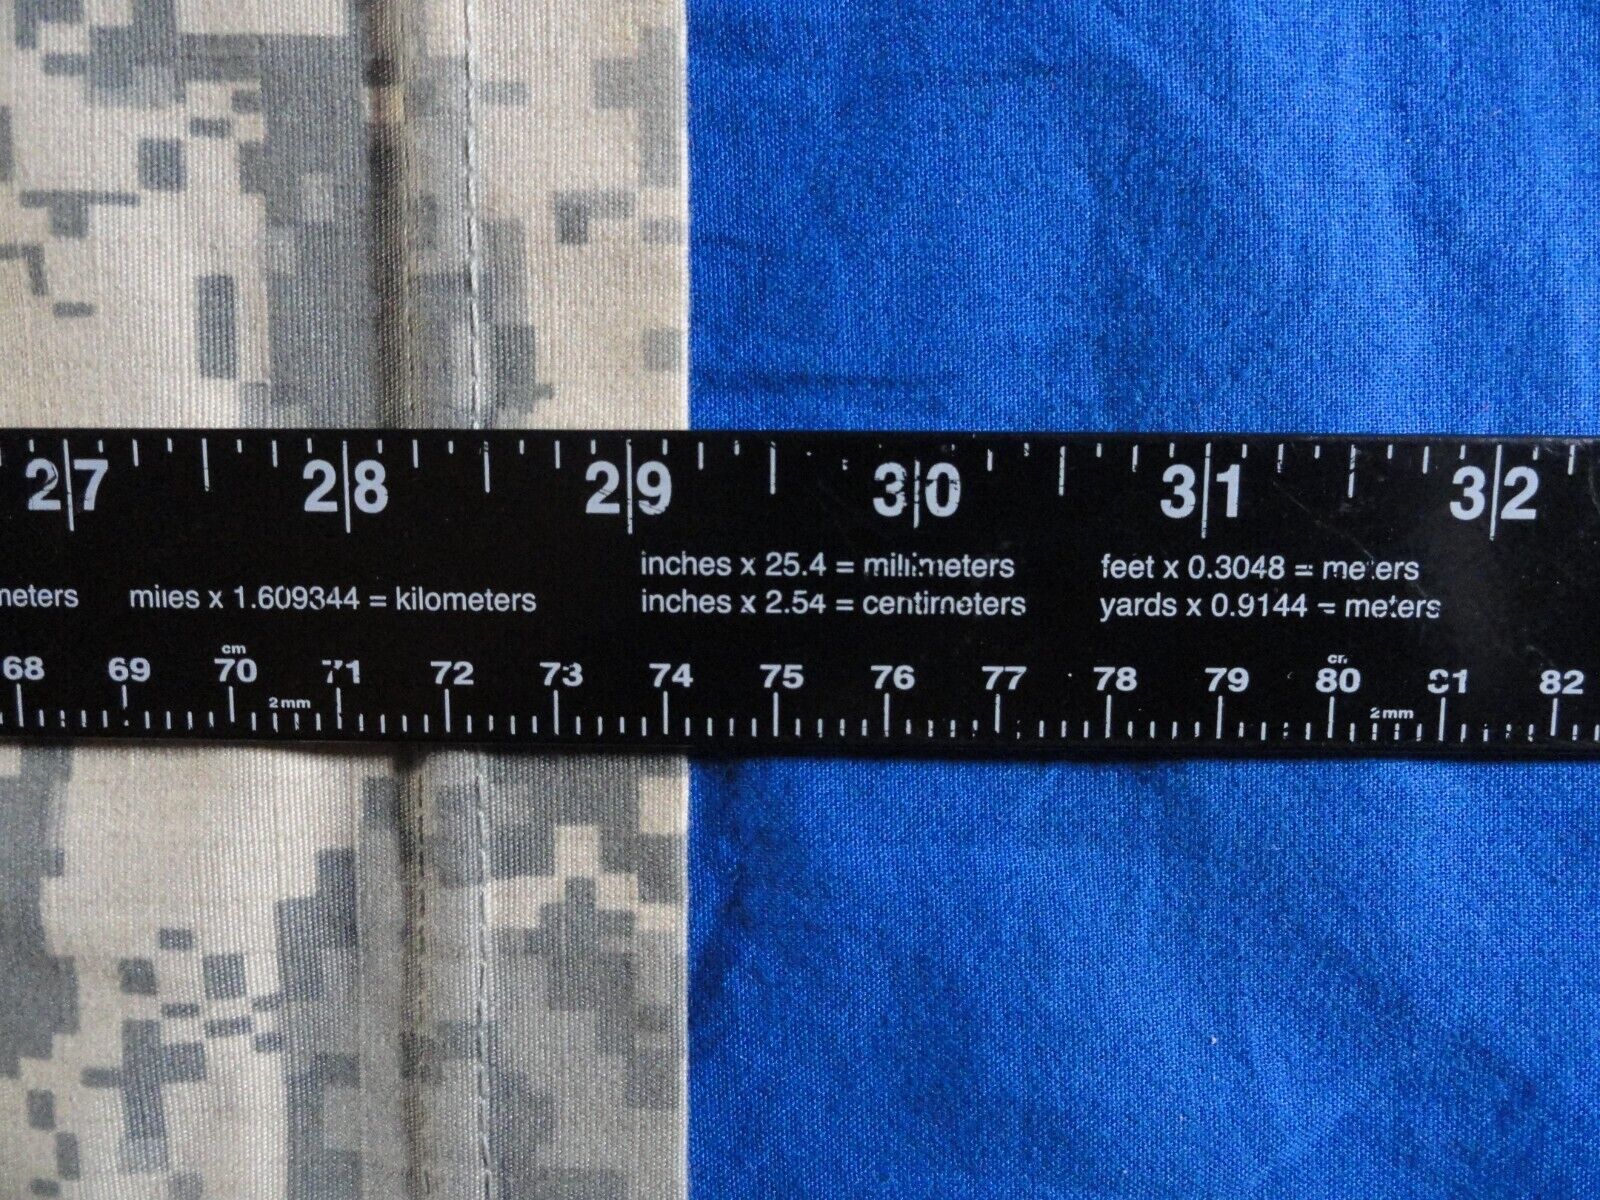 27 28 29 30 31 32
inches x 25.4 = millimeters feet x 0.3048 = meters
meters miles x 1.609344 = kilometers inches x 2.54 = centimeters yards x 0.9144 = meters
cm cm
68 69 70 71 72 73 74 75 76 77 78 79 80 81 82
2mm 2mm